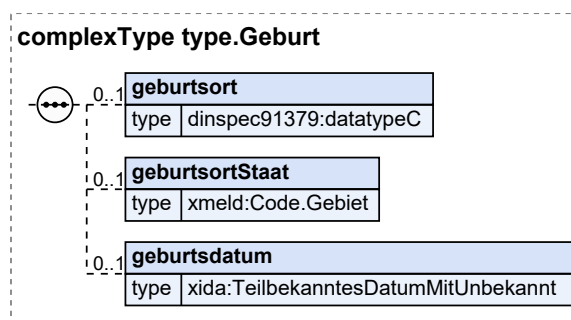 complexType type.Geburt
0..1 geburtsort
type dinspec91379:datatypeC
0..1 geburtsortStaat
type xmeld:Code.Gebiet
0..1 geburtsdatum
type xida:TeilbekanntesDatumMitUnbekannt